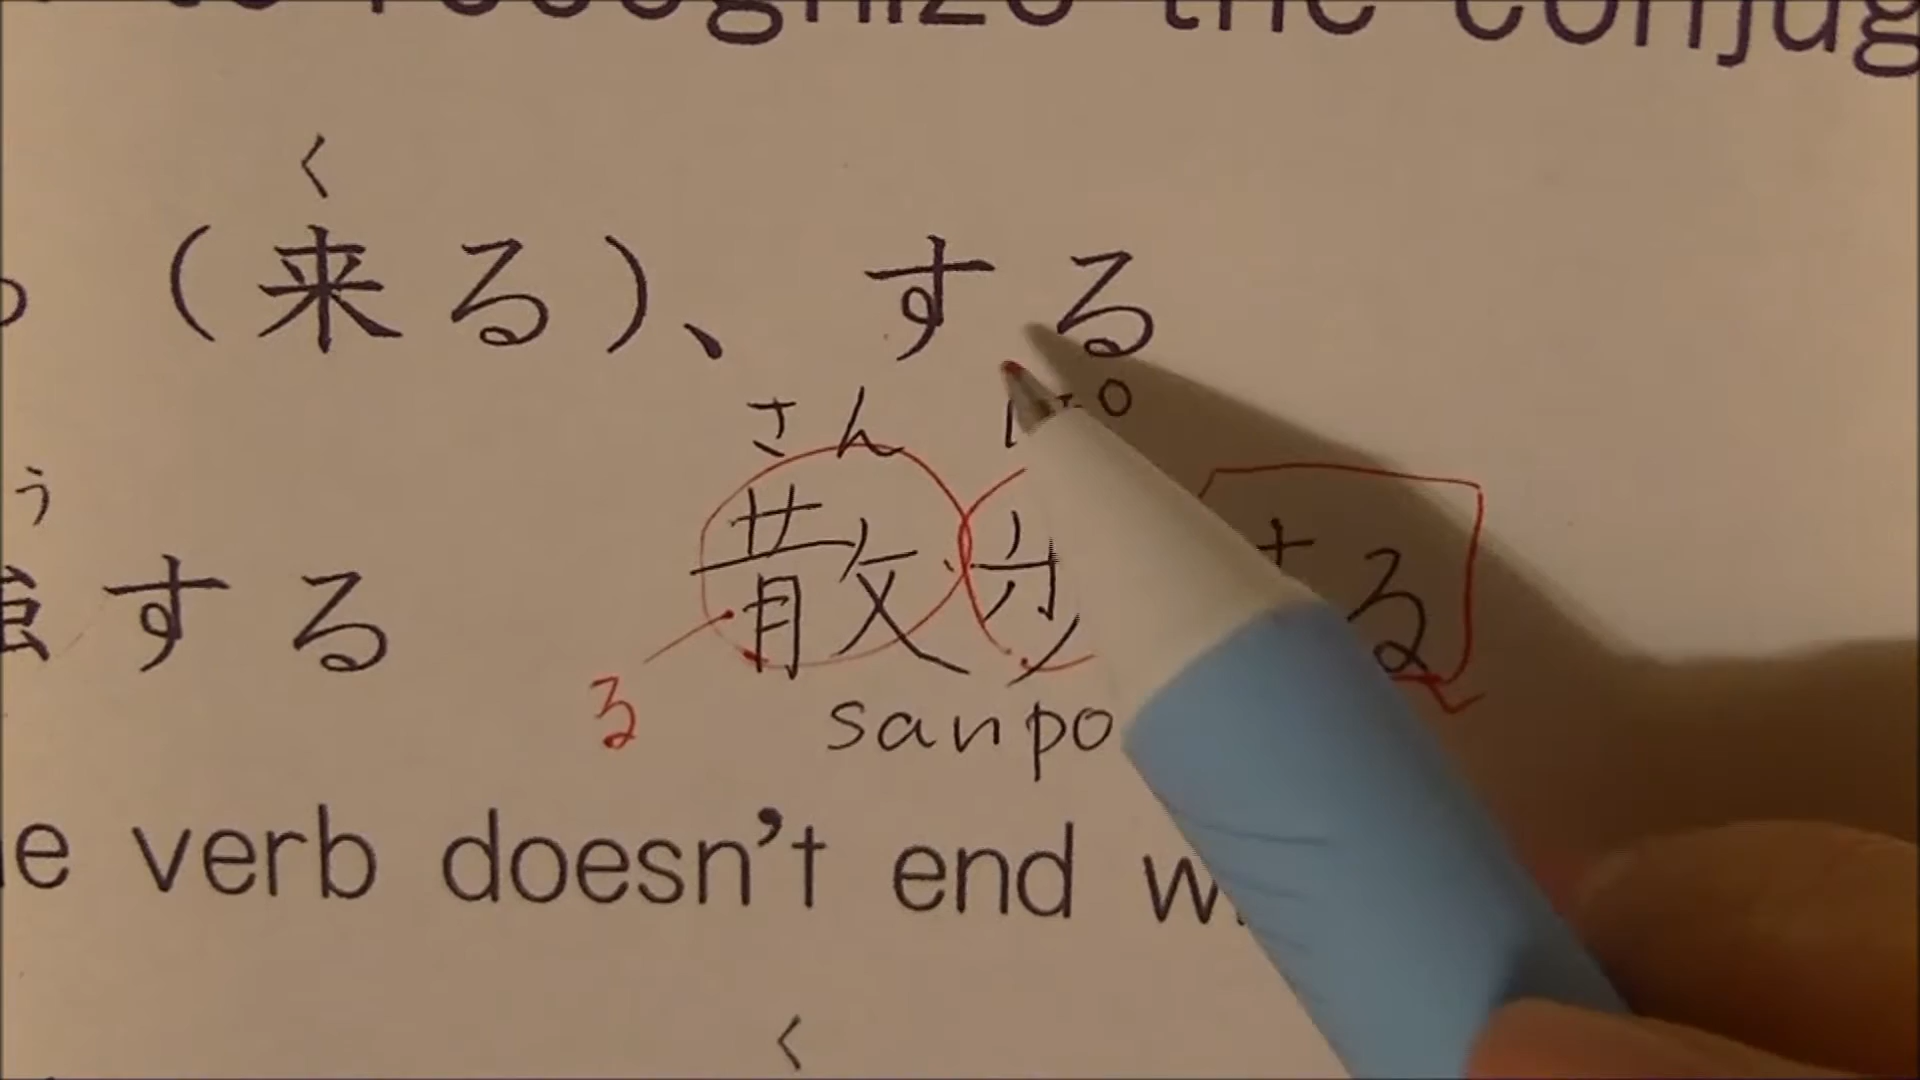 to recognize the conjug
く
(来る)、する
さん ぽ
う
する 散歩 する
る
sanpo
e verb doesn't end w
く